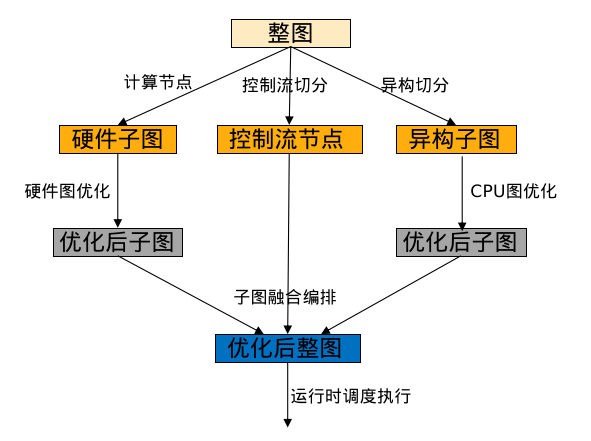 整图
计算节点
控制流切分
异构切分
硬件子图
控制流节点
异构子图
硬件图优化
CPU图优化
优化后子图
优化后子图
子图融合编排
优化后整图
运行时调度执行